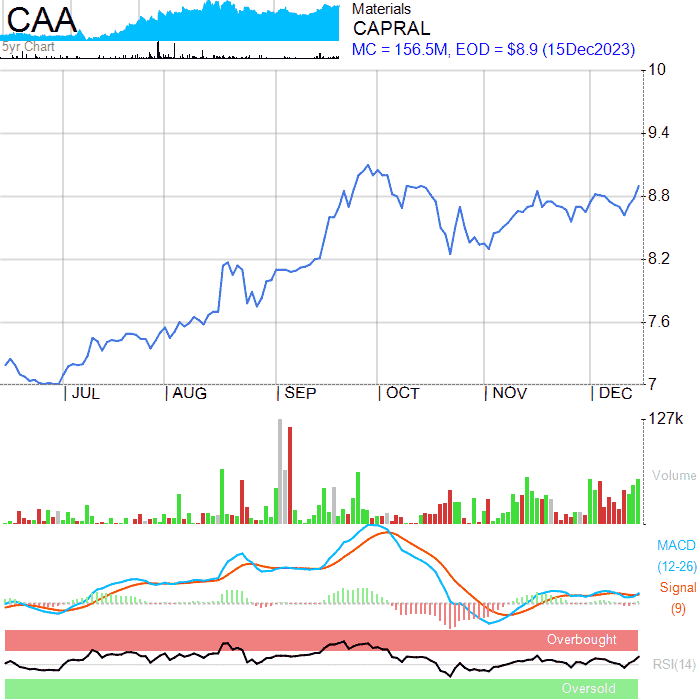 CAA
5yr Chart
Materials
CAPRAL
MC = 156.5M, EOD = $8.9 (15Dec2023)
10
9.4
8.8
8.2
7.6
7
JUL AUG SEP OCT NOV DEC
127k
Volume
MACD
(12-26)
Signal
(9)
Overbought
RSI(14)
Oversold